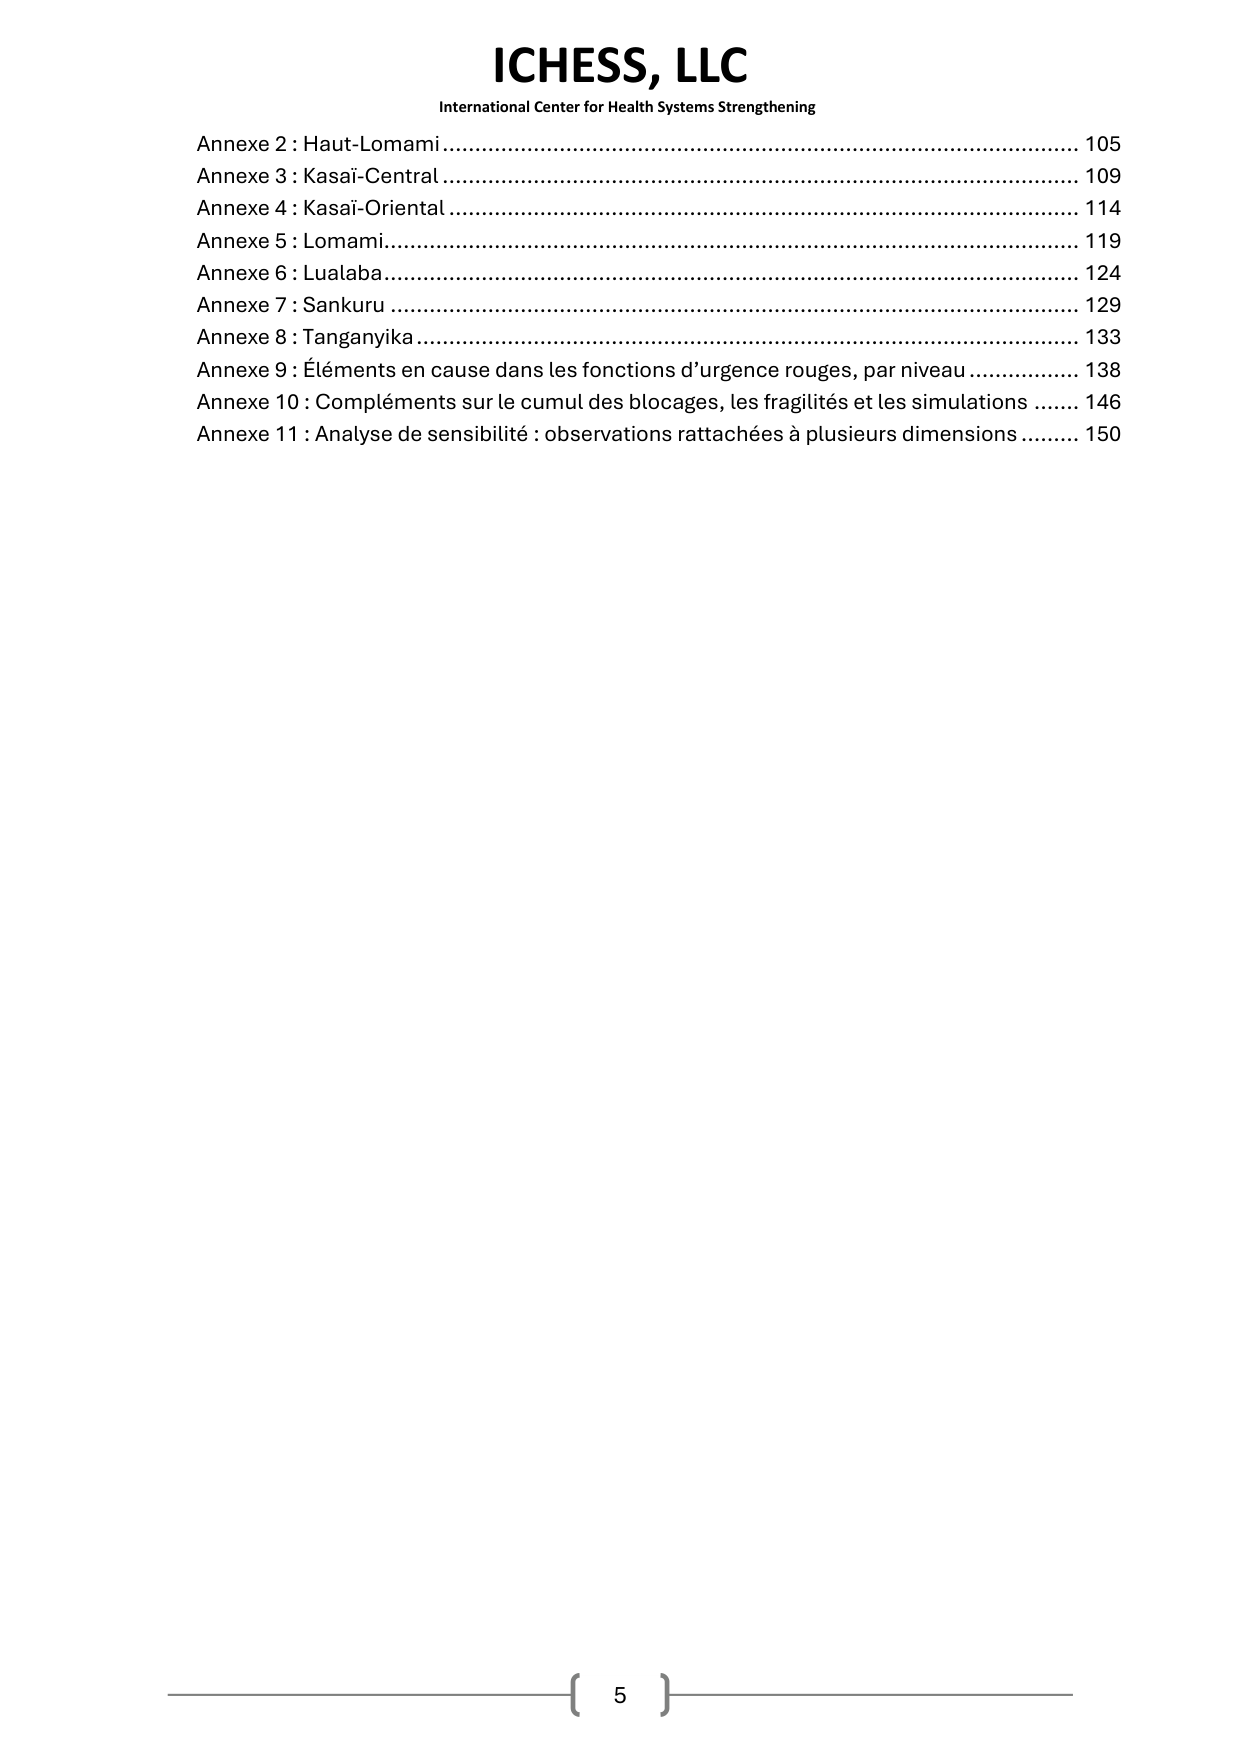 ICHESS, LLC
International Center for Health Systems Strengthening
Annexe 2 : Haut-Lomami.................................................................................................. 105
Annexe 3 : Kasaï-Central ................................................................................................. 109
Annexe 4 : Kasaï-Oriental ................................................................................................ 114
Annexe 5 : Lomami........................................................................................................... 119
Annexe 6 : Lualaba........................................................................................................... 124
Annexe 7 : Sankuru .......................................................................................................... 129
Annexe 8 : Tanganyika...................................................................................................... 133
Annexe 9 : Éléments en cause dans les fonctions d’urgence rouges, par niveau ................. 138
Annexe 10 : Compléments sur le cumul des blocages, les fragilités et les simulations ....... 146
Annexe 11 : Analyse de sensibilité : observations rattachées à plusieurs dimensions ......... 150
5